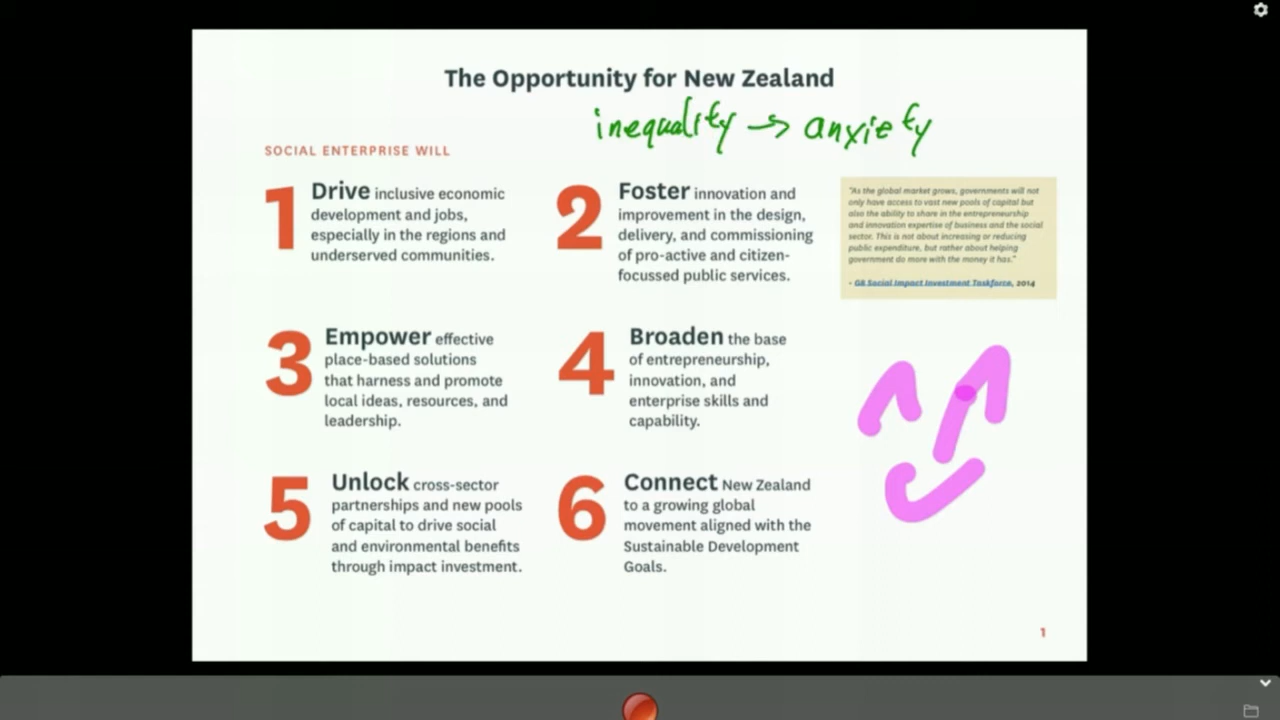 The Opportunity for New Zealand
inequality → anxiety
SOCIAL ENTERPRISE WILL
1
Drive inclusive economic
development and jobs,
especially in the regions and
underserved communities.
2
Foster innovation and
improvement in the design,
delivery, and commissioning
of pro-active and citizen-
focussed public services.
"As the global market grows, governments will not
only have access to vast new pools of capital but
also the ability to share in the entrepreneurship
and innovation expertise of business and the social
sector. This is not about increasing or reducing
public expenditure, but rather about helping
government do more with the money it has."
- G8 Social Impact Investment Taskforce, 2014
3
Empower effective
place-based solutions
that harness and promote
local ideas, resources, and
leadership.
4
Broaden the base
of entrepreneurship,
innovation, and
enterprise skills and
capability.
5
Unlock cross-sector
partnerships and new pools
of capital to drive social
and environmental benefits
through impact investment.
6
Connect New Zealand
to a growing global
movement aligned with the
Sustainable Development
Goals.
1